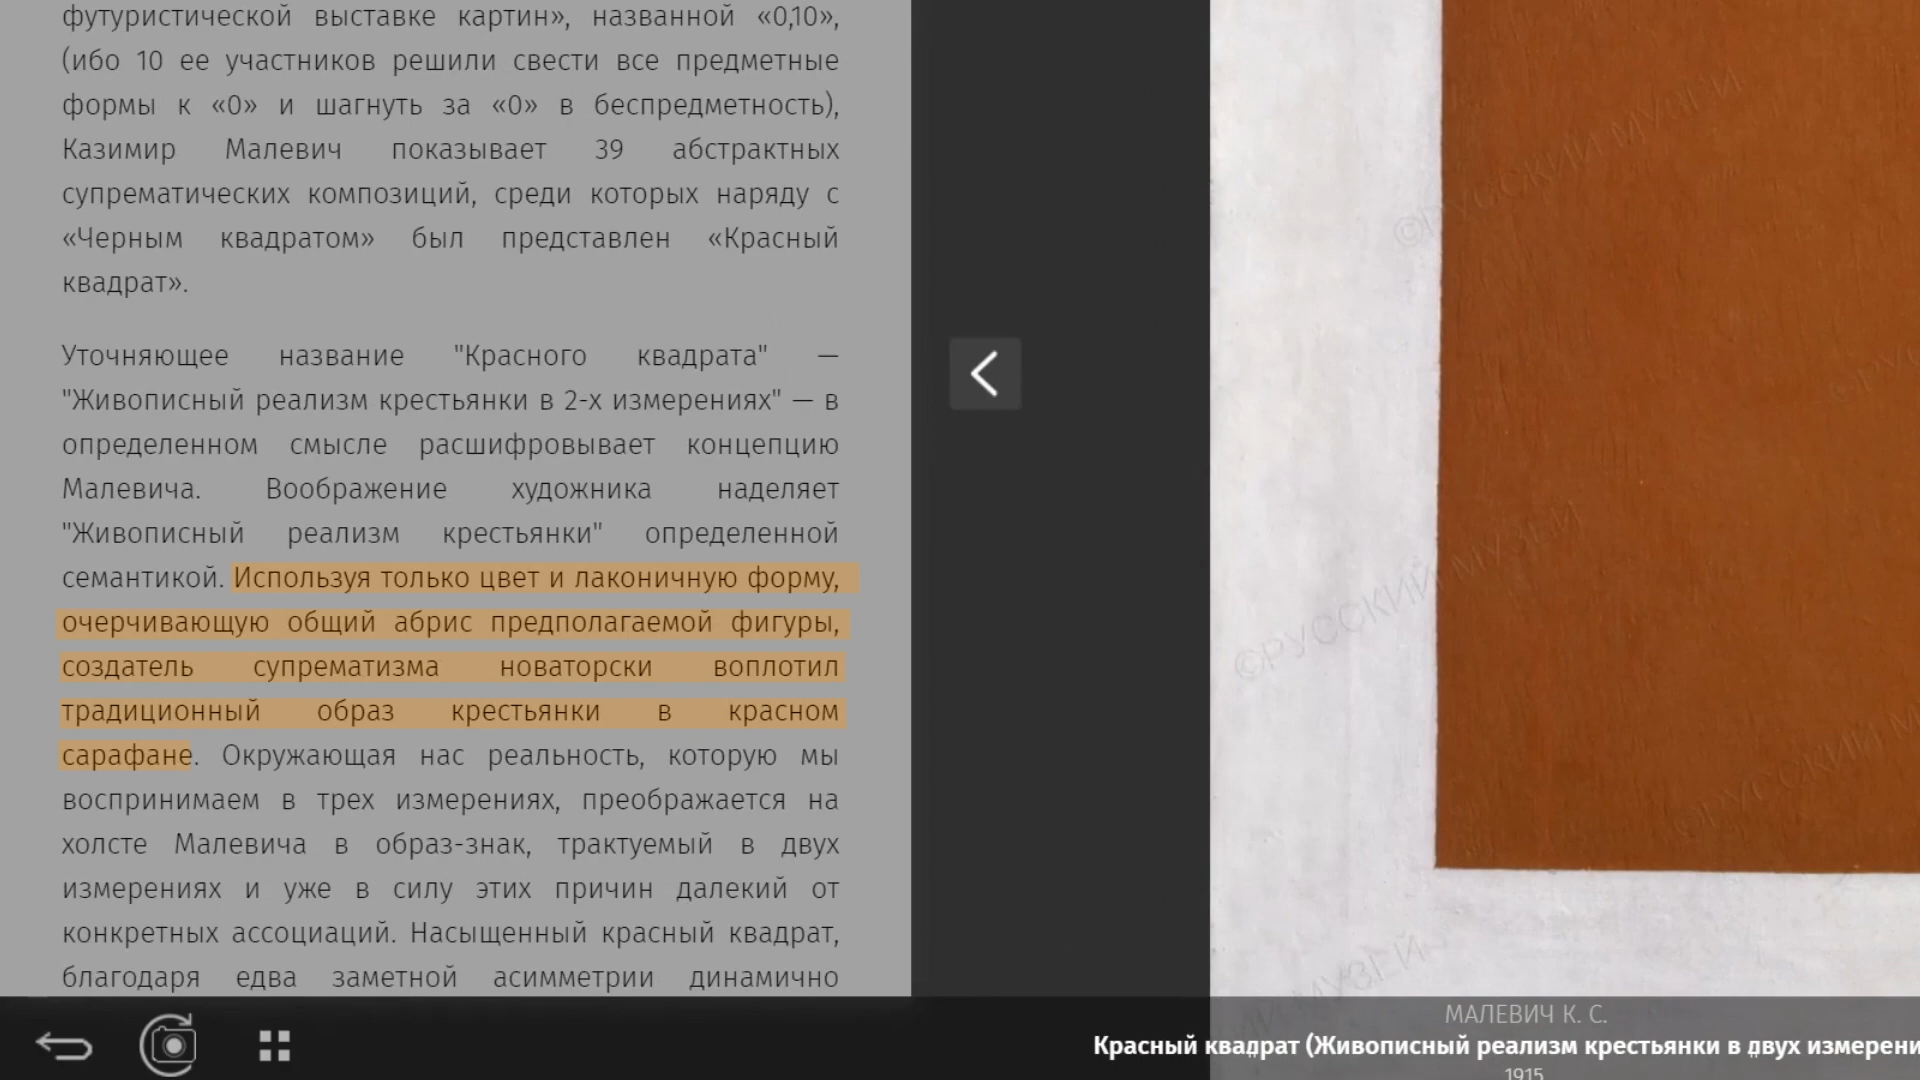 футуристической выставке картин», названной «0,10»,
(ибо 10 ее участников решили свести все предметные
формы к «0» и шагнуть за «0» в беспредметность),
Казимир Малевич показывает 39 абстрактных
супрематических композиций, среди которых наряду с
«Черным квадратом» был представлен «Красный
квадрат».
Уточняющее название "Красного квадрата" —
"Живописный реализм крестьянки в 2-х измерениях" — в
определенном смысле расшифровывает концепцию
Малевича. Воображение художника наделяет
"Живописный реализм крестьянки" определенной
семантикой. Используя только цвет и лаконичную форму,
очерчивающую общий абрис предполагаемой фигуры,
создатель супрематизма новаторски воплотил
традиционный образ крестьянки в красном
сарафане. Окружающая нас реальность, которую мы
воспринимаем в трех измерениях, преображается на
холсте Малевича в образ-знак, трактуемый в двух
измерениях и уже в силу этих причин далекий от
конкретных ассоциаций. Насыщенный красный квадрат,
благодаря едва заметной асимметрии динамично
©РУССКИЙ МУЗЕЙ
©РУССКИЙ МУЗЕЙ
МУЗЕЙ
МАЛЕВИЧ К. С.
Красный квадрат (Живописный реализм крестьянки в двух измерени
1915